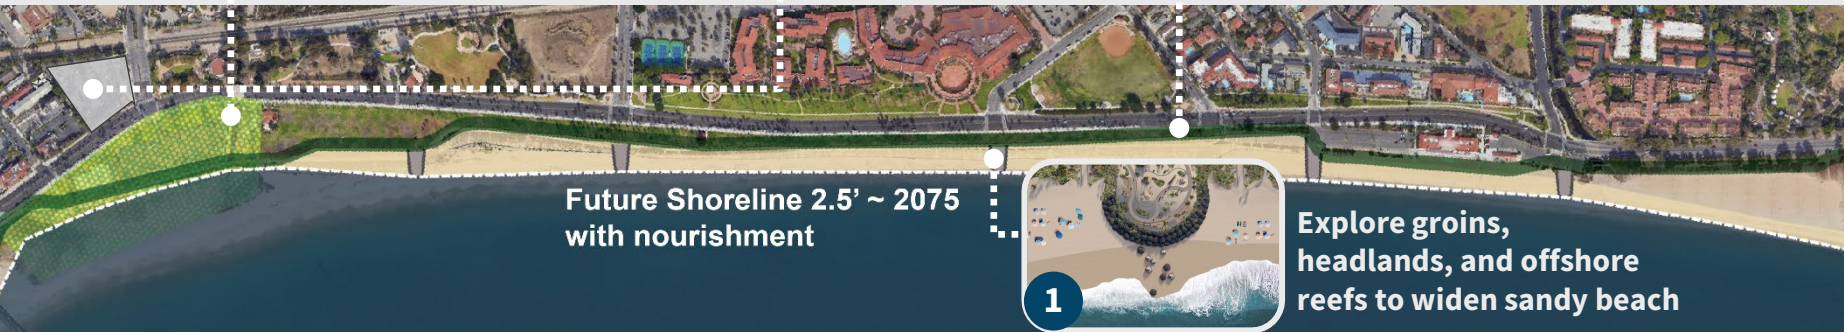 Future Shoreline 2.5’ ~ 2075
with nourishment
1
Explore groins,
headlands, and offshore
reefs to widen sandy beach